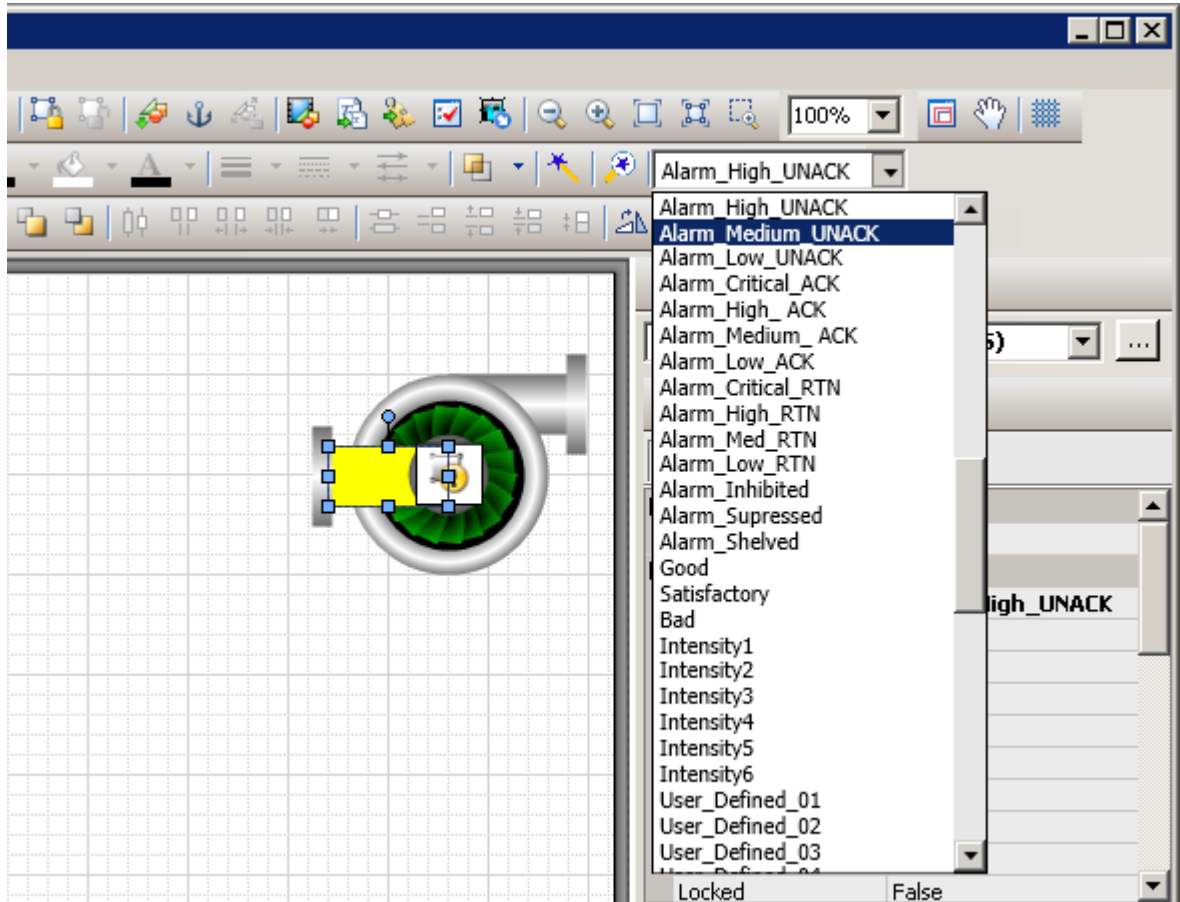 100%
A
Alarm_High_UNACK
Alarm_High_UNACK
Alarm_Medium_UNACK
Alarm_Low_UNACK
Alarm_Critical_ACK
Alarm_High_ ACK
Alarm_Medium_ ACK
Alarm_Low_ACK
Alarm_Critical_RTN
Alarm_High_RTN
Alarm_Med_RTN
Alarm_Low_RTN
Alarm_Inhibited
Alarm_Supressed
Alarm_Shelved
Good
Satisfactory
Bad
Intensity1
Intensity2
Intensity3
Intensity4
Intensity5
Intensity6
User_Defined_01
User_Defined_02
User_Defined_03
...
ligh_UNACK
Locked False